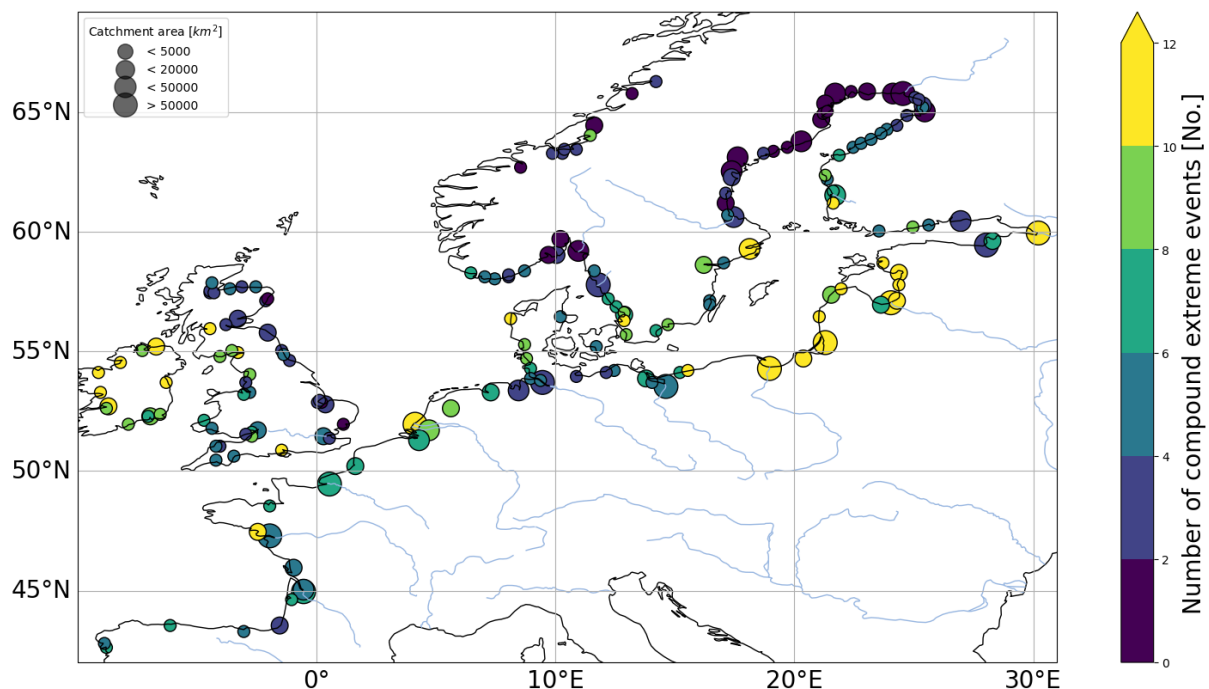 Catchment area [km²]
< 5000
< 20000
< 50000
> 50000
65°N
60°N
55°N
50°N
45°N
0°
10°E
20°E
30°E
12
10
8
6
4
2
0
Number of compound extreme events [No.]